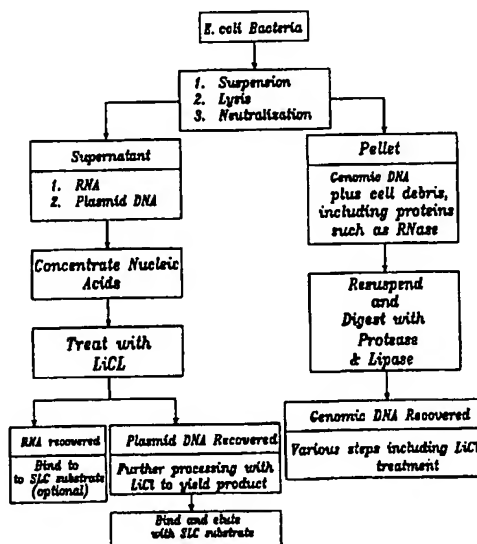 E. coli Bacteria
1. Suspension
2. Lysis
3. Neutralization
Supernatant
1. RNA
2. Plasmid DNA
Concentrate Nucleic
Acids
Treat with
LiCL
RNA recovered
Bind to
to SLC substrate
(optional)
Plasmid DNA Recovered
Further processing with
LiCl to yield product
Bind and elute
with SLC substrate
Pellet
Genomic DNA
plus cell debris,
including proteins
such as RNase
Resuspend
and
Digest with
Protease
& Lipase
Genomic DNA Recovered
Various steps including LiCl
treatment